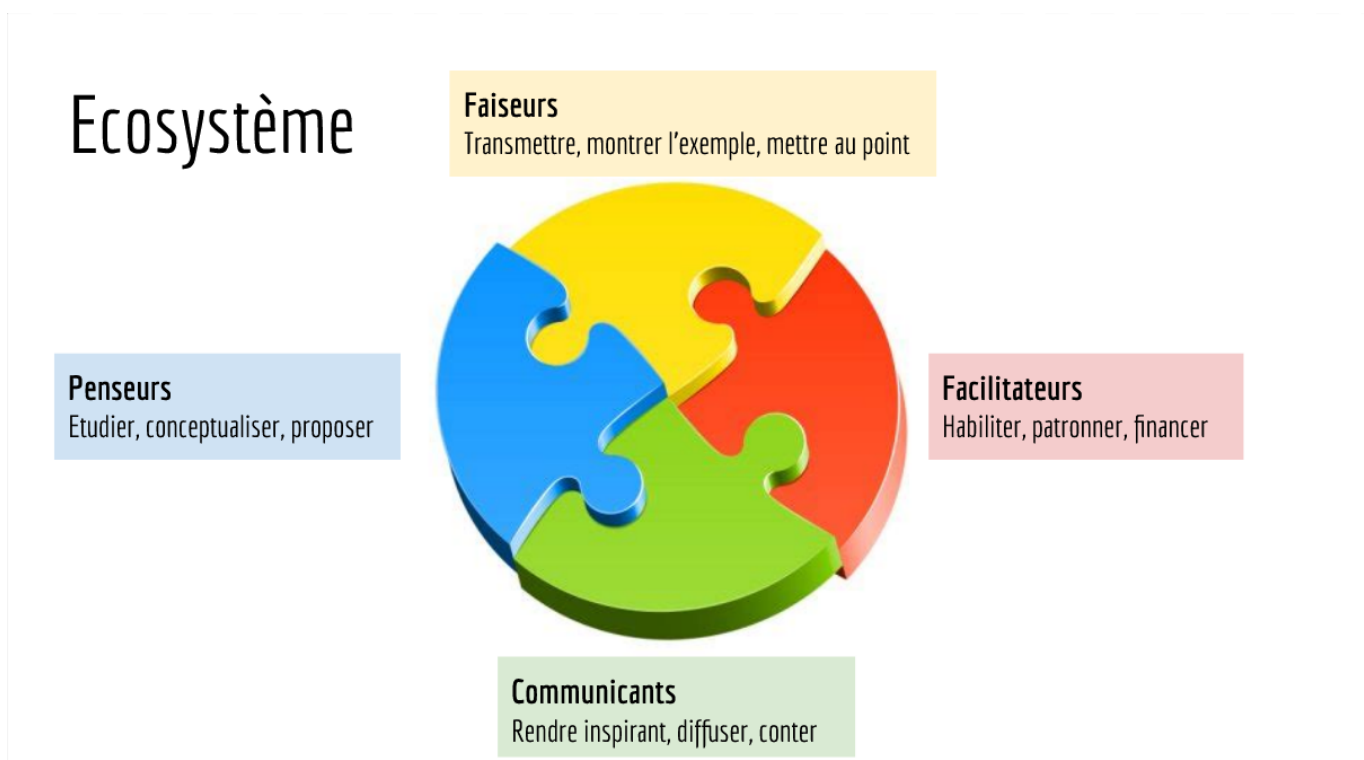 Ecosystème
Faiseurs
Transmettre, montrer l'exemple, mettre au point
Penseurs
Etudier, conceptualiser, proposer
Facilitateurs
Habiliter, patronner, financer
Communicants
Rendre inspirant, diffuser, conter